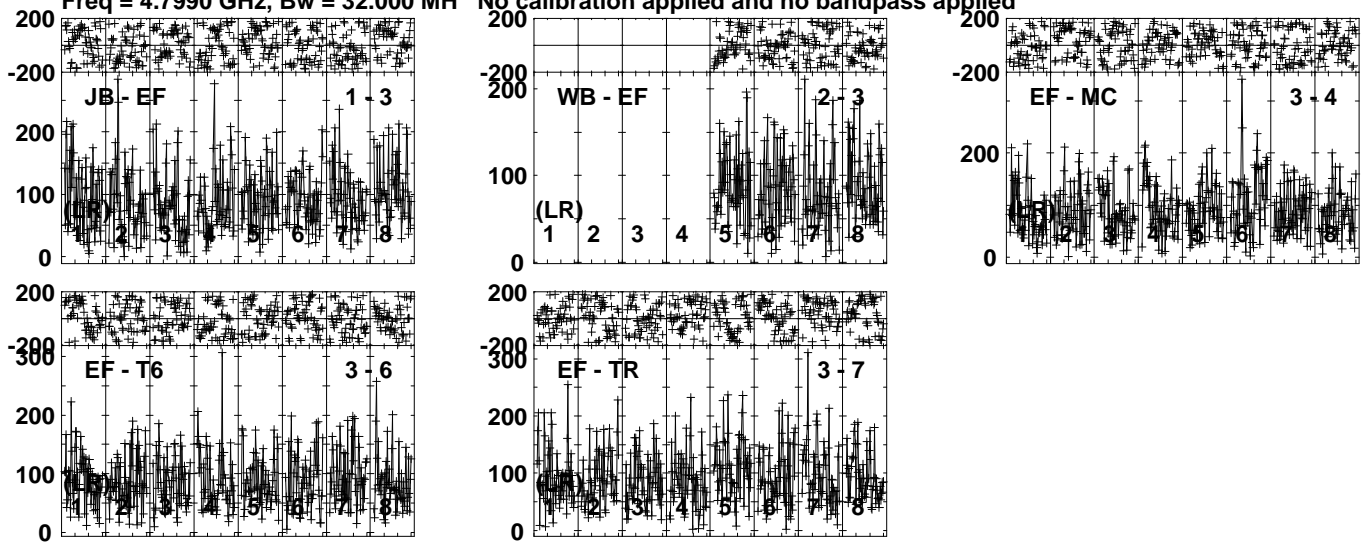 Freq = 4.7990 GHz, Bw = 32.000 MH No calibration applied and no bandpass applied
200
-200
JB - EF 1 - 3
200
100
0
(LR)
1 2 3 4 5 6 7 8
200
-200
WB - EF 2 - 3
200
100
0
(LR)
1 2 3 4 5 6 7 8
200
-200
EF - MC 3 - 4
200
0
(LR)
1 2 3 4 5 6 7 8
200
-200
EF - T6 3 - 6
300
200
100
0
(LR)
1 2 3 4 5 6 7 8
200
-200
EF - TR 3 - 7
300
200
100
0
(LR)
1 2 3 4 5 6 7 8